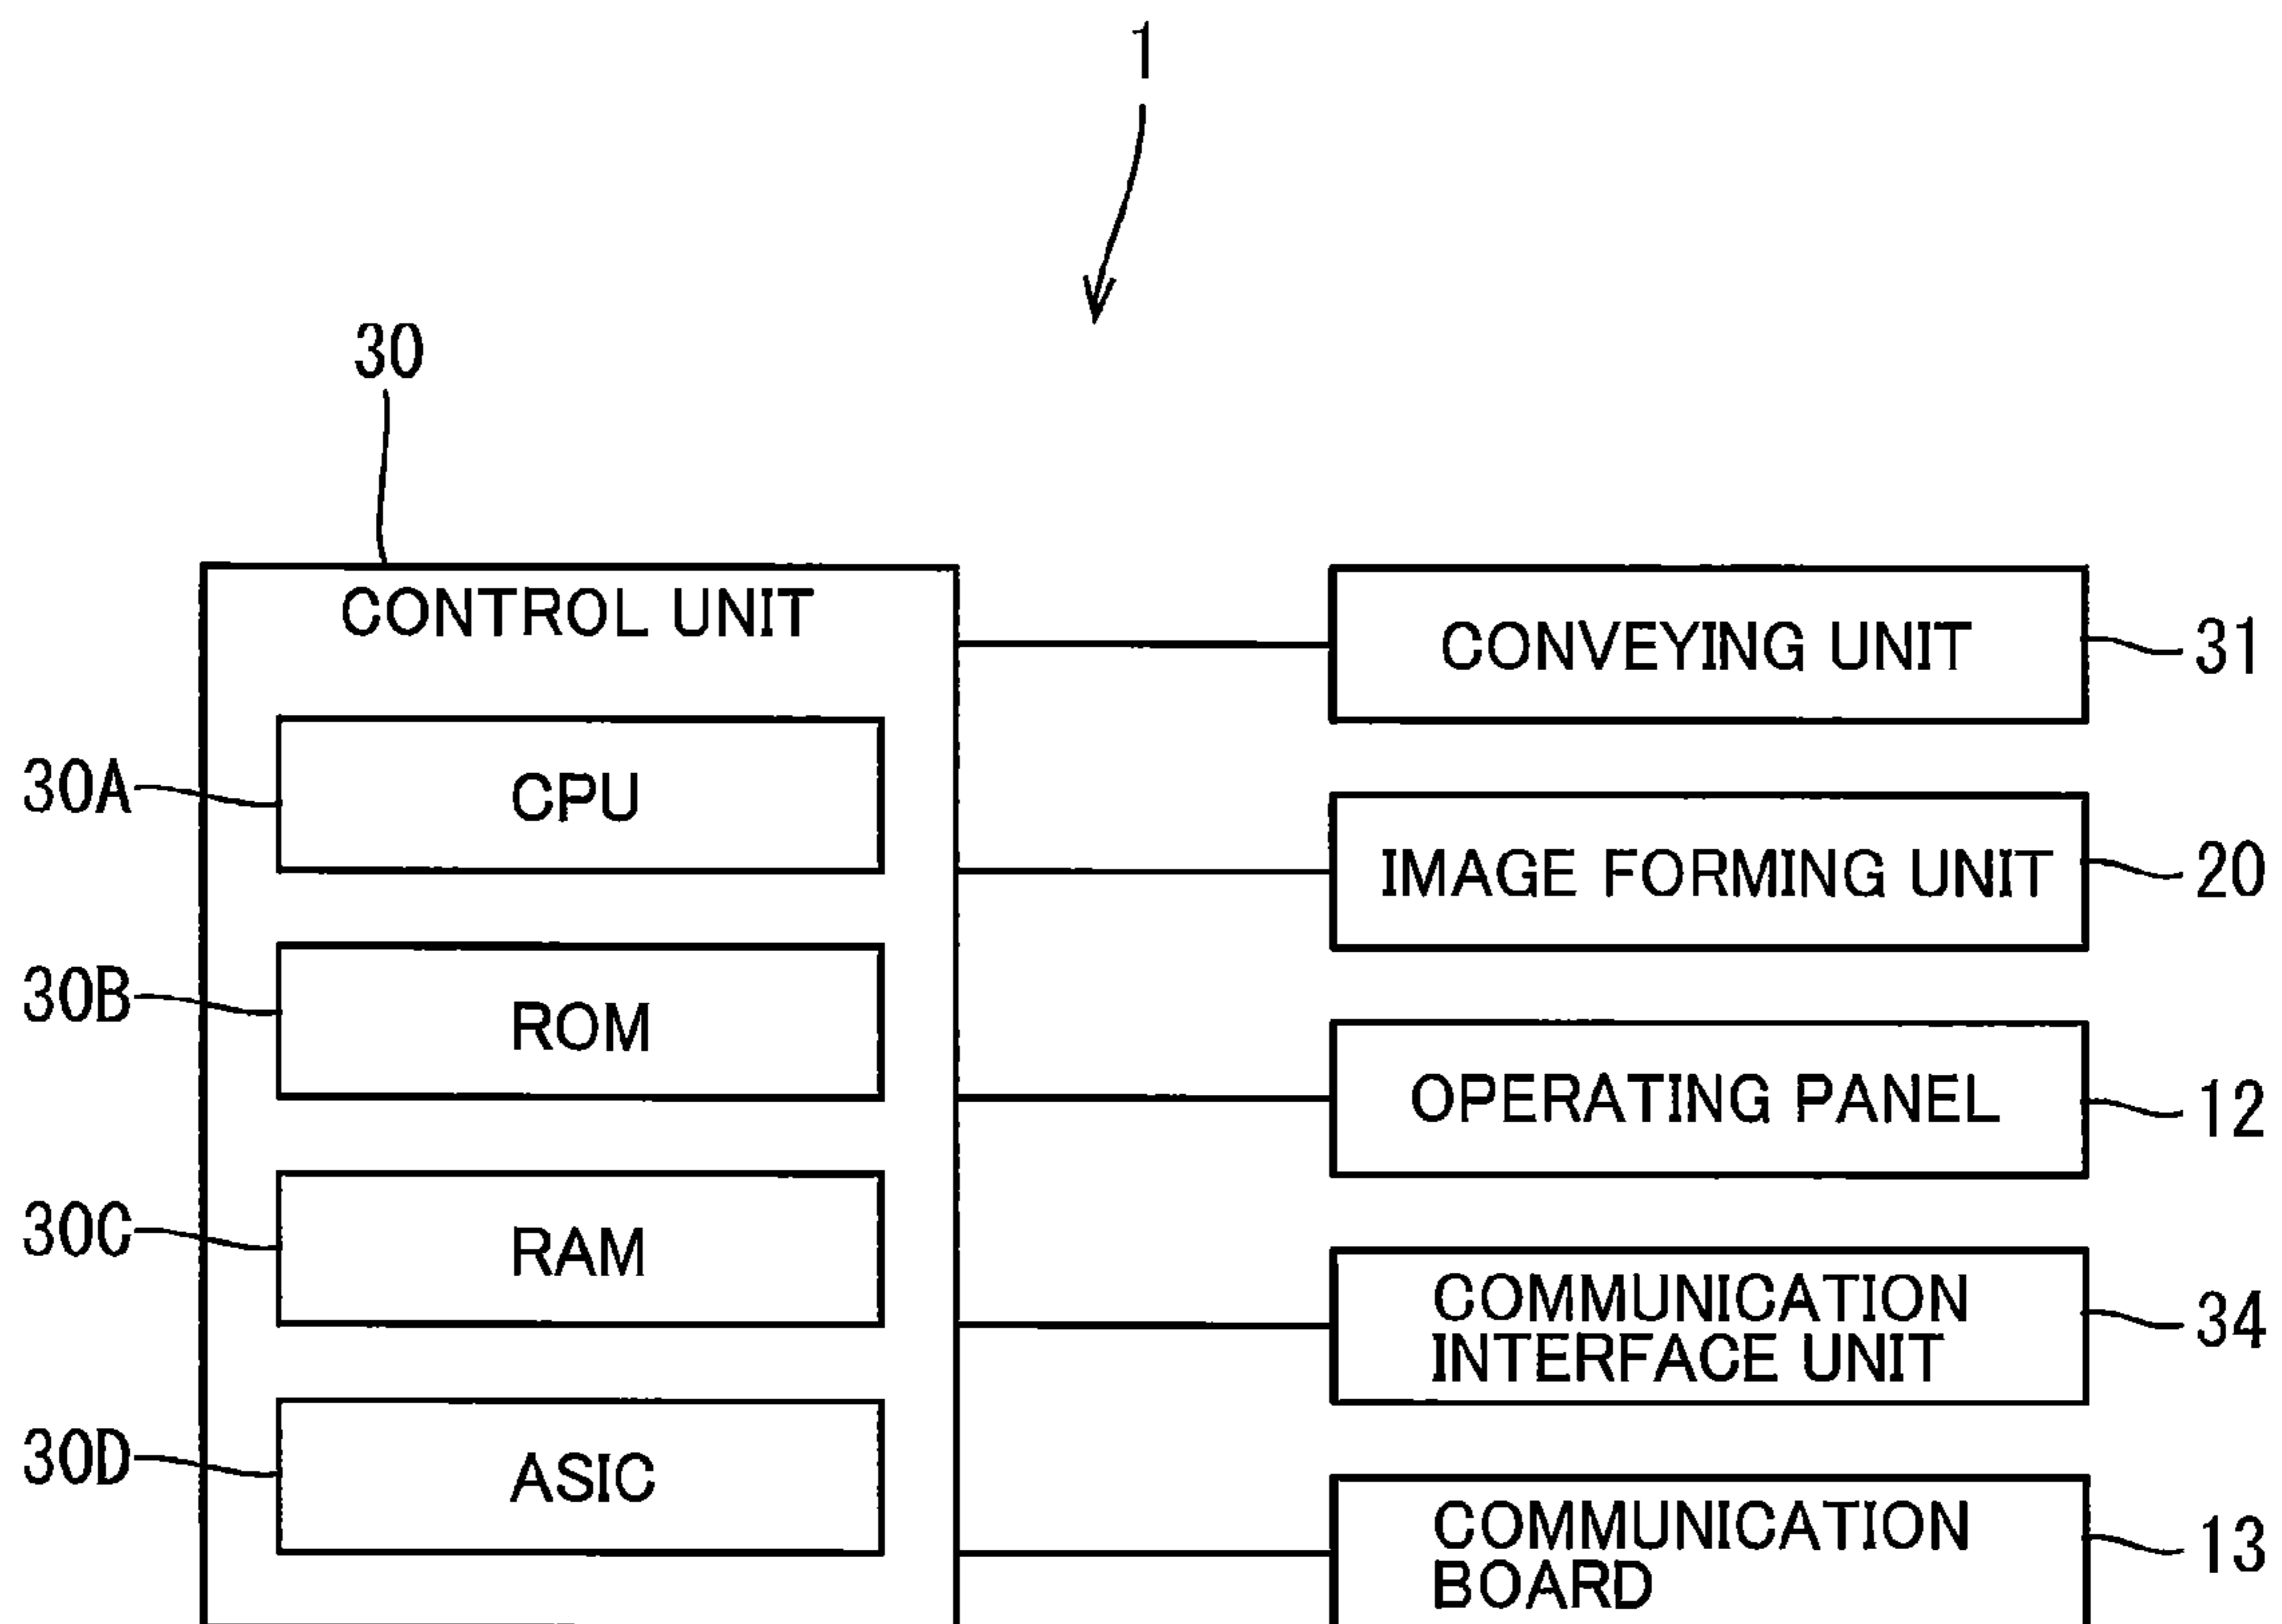 1
30
CONTROL UNIT
30A
CPU
30B
ROM
30C
RAM
30D
ASIC
CONVEYING UNIT
31
IMAGE FORMING UNIT
20
OPERATING PANEL
12
COMMUNICATION
INTERFACE UNIT
34
COMMUNICATION
BOARD
13